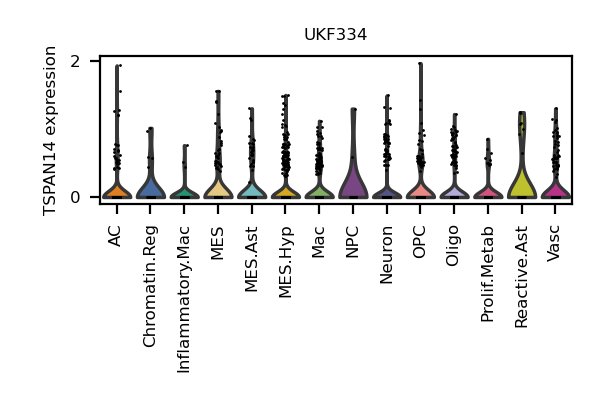 UKF334
TSPAN14 expression
2
0
AC
Chromatin.Reg
Inflammatory.Mac
MES
MES.Ast
MES.Hyp
Mac
NPC
Neuron
OPC
Oligo
Prolif.Metab
Reactive.Ast
Vasc